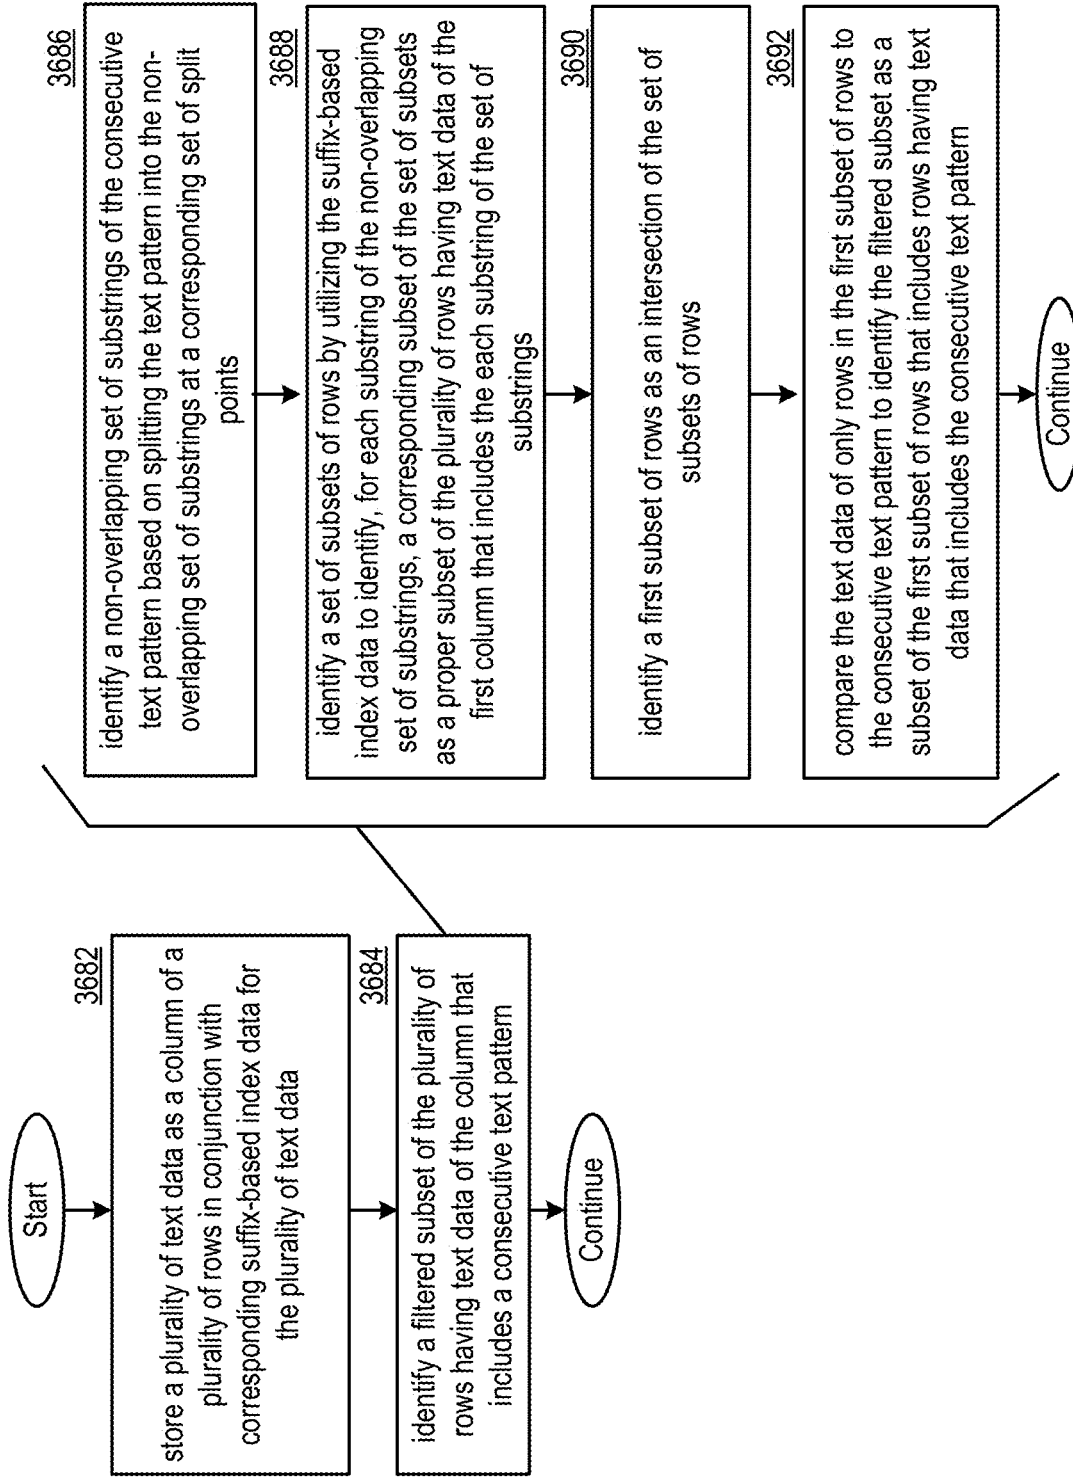 Start
3682
store a plurality of text data as a column of a
plurality of rows in conjunction with
corresponding suffix-based index data for
the plurality of text data
3684
identify a filtered subset of the plurality of
rows having text data of the column that
includes a consecutive text pattern
Continue
3686
identify a non-overlapping set of substrings of the consecutive
text pattern based on splitting the text pattern into the non-
overlapping set of substrings at a corresponding set of split
points
3688
identify a set of subsets of rows by utilizing the suffix-based
index data to identify, for each substring of the non-overlapping
set of substrings, a corresponding subset of the set of subsets
as a proper subset of the plurality of rows having text data of the
first column that includes the each substring of the set of
substrings
3690
identify a first subset of rows as an intersection of the set of
subsets of rows
3692
compare the text data of only rows in the first subset of rows to
the consecutive text pattern to identify the filtered subset as a
subset of the first subset of rows that includes rows having text
data that includes the consecutive text pattern
Continue